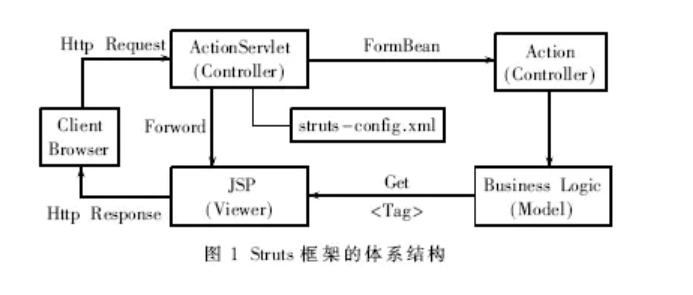 Http Request
ActionServlet
(Controller)
FormBean
Action
(Controller)
Client
Browser
Forword
struts-config.xml
JSP
(Viewer)
Get
<Tag>
Business Logic
(Model)
Http Response
图 1 Struts 框架的体系结构